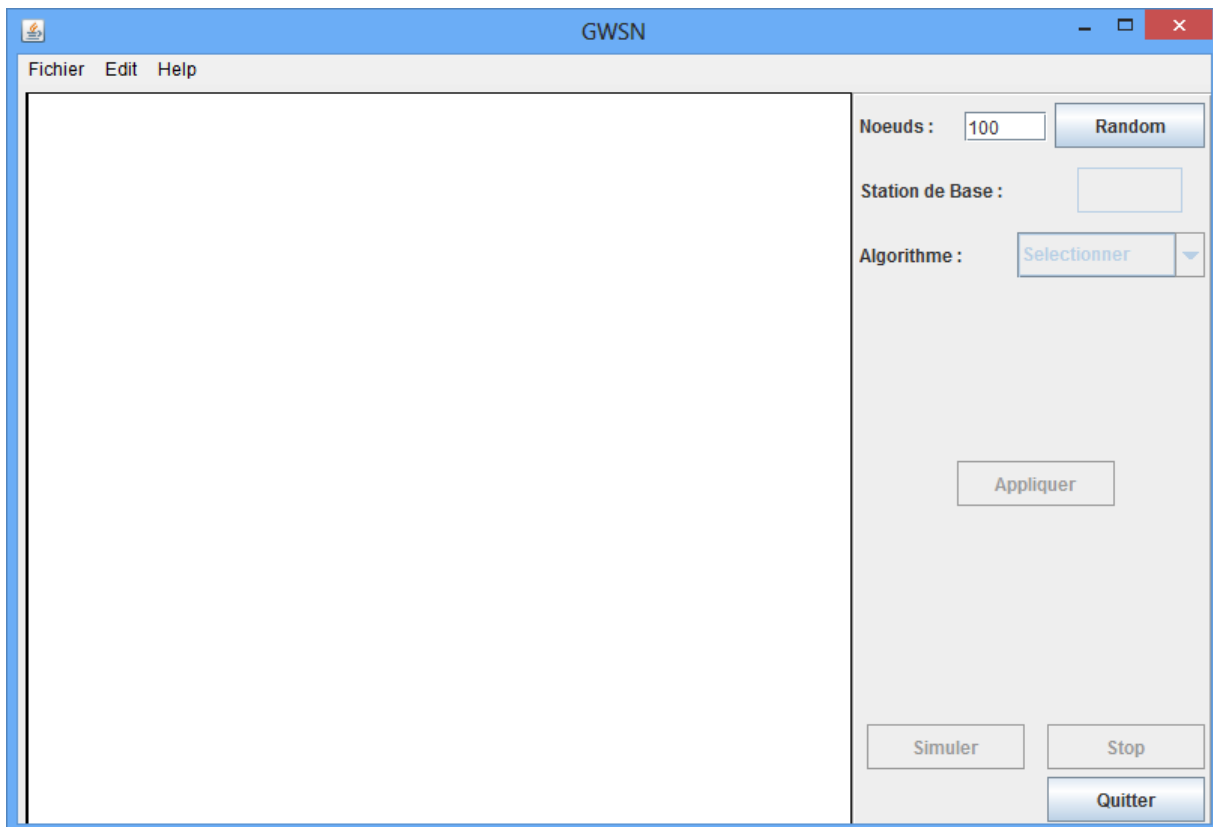 GWSN
Fichier Edit Help
Noeuds : 100 Random
Station de Base :
Algorithme : Selectionner
Appliquer
Simuler Stop
Quitter